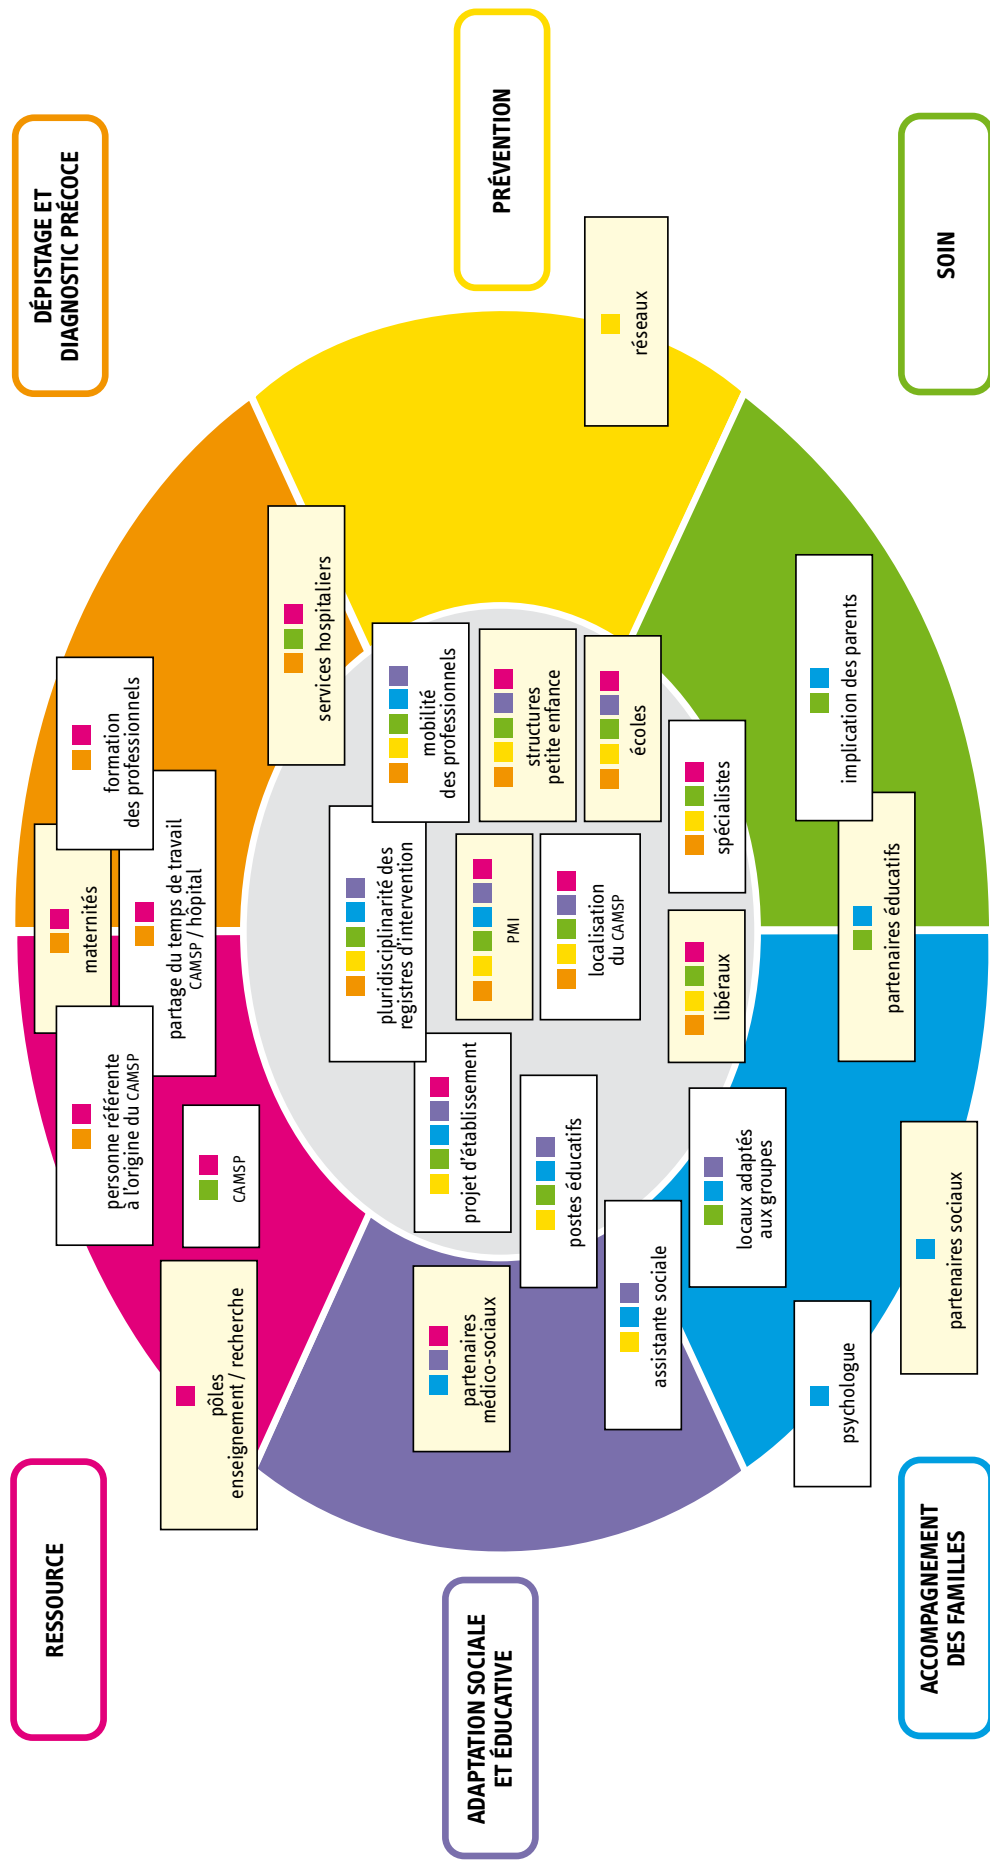 RESSOURCE
DÉPISTAGE ET
DIAGNOSTIC PRÉCOCE
maternités
personne référente
à l'origine du CAMSP
formation
des professionnels
partage du temps de travail
CAMSP / hôpital
pôles
enseignement / recherche
CAMSP
services hospitaliers
pluridisciplinarité des
registres d'intervention
mobilité
des professionnels
ADAPTATION SOCIALE
ET ÉDUCATIVE
partenaires
médico-sociaux
projet d'établissement
PMI
structures
petite enfance
PRÉVENTION
postes éducatifs
localisation
du CAMSP
écoles
réseaux
assistante sociale
libéraux
spécialistes
locaux adaptés
aux groupes
psychologue
implication des parents
partenaires éducatifs
partenaires sociaux
ACCOMPAGNEMENT
DES FAMILLES
SOIN